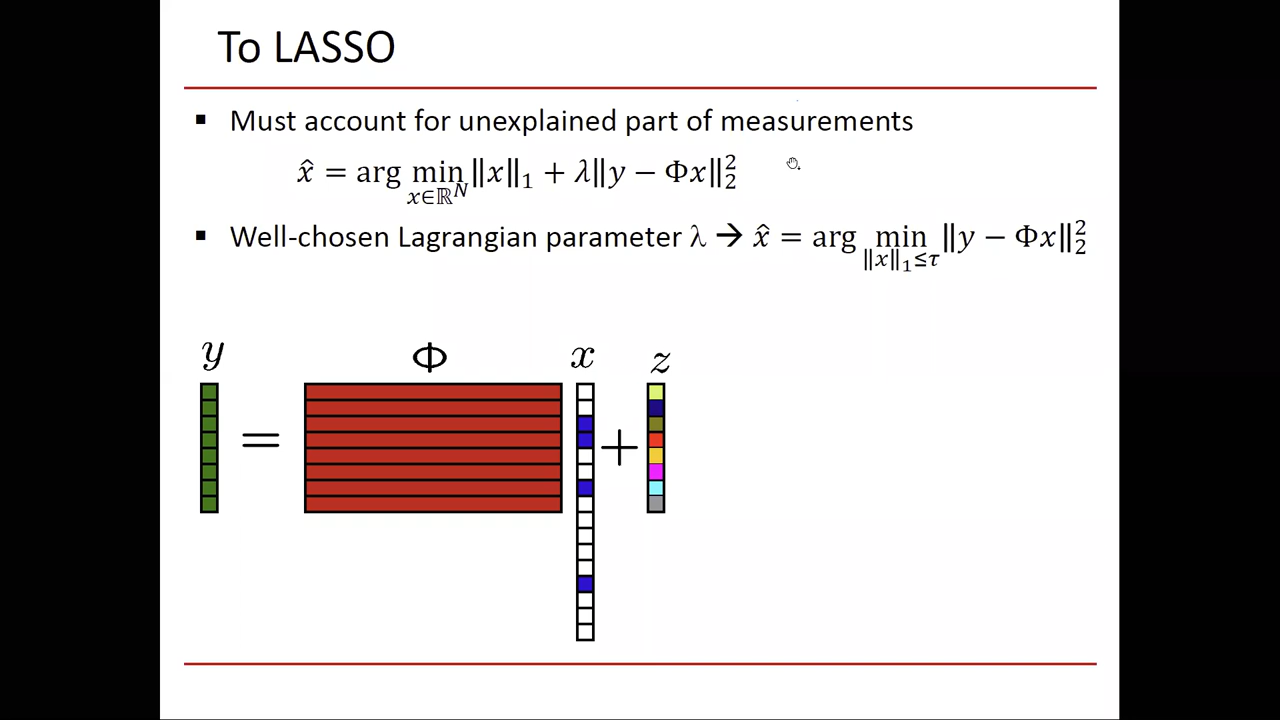 To LASSO
▪ Must account for unexplained part of measurements
x̂ = arg min_{x∈ℝ^N} ‖x‖₁ + λ‖y − Φx‖₂²
▪ Well-chosen Lagrangian parameter λ → x̂ = arg min_{‖x‖₁≤τ} ‖y − Φx‖₂²
y Φ x z
= +